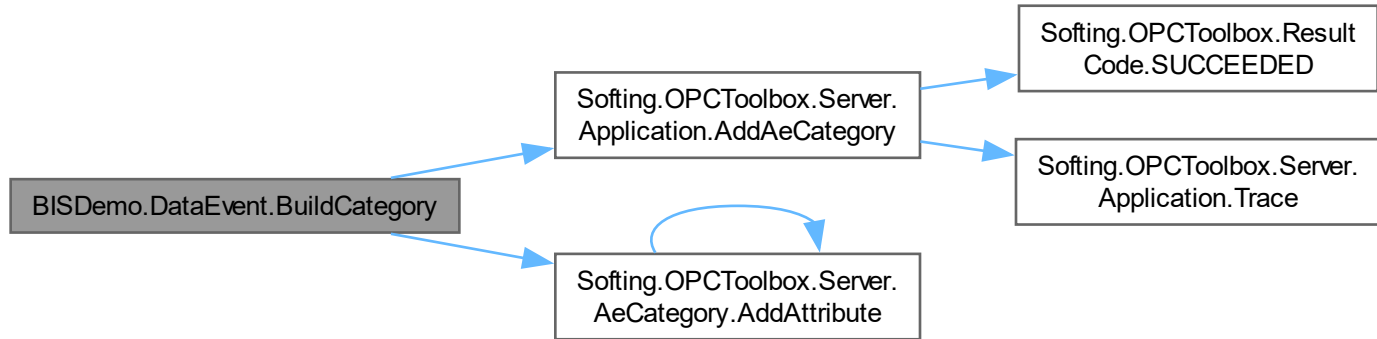 Softing.OPCToolbox.Result
Code.SUCCEEDED
Softing.OPCToolbox.Server.
Application.AddAeCategory
Softing.OPCToolbox.Server.
Application.Trace
BISDemo.DataEvent.BuildCategory
Softing.OPCToolbox.Server.
AeCategory.AddAttribute